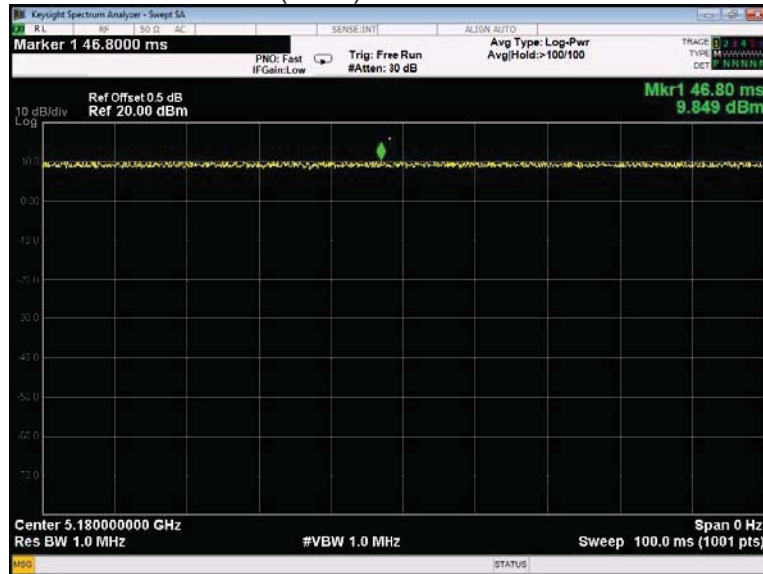 Keysight Spectrum Analyzer - Swept SA
RL RF 50 Ω AC SENSE:INT ALIGN AUTO
Marker 1 46.8000 ms
PNO: Fast
IFGain:Low
Trig: Free Run
#Atten: 30 dB
Avg Type: Log-Pwr
Avg|Hold:>100/100
TRACE 1 2 3 4 5
TYPE M
DET P N N N N N
Mkr1 46.80 ms
9.849 dBm
Ref Offset 0.5 dB
10 dB/div Ref 20.00 dBm
Log
10.0
0.00
-10.0
-20.0
-30.0
-40.0
-50.0
-60.0
-70.0
Center 5.180000000 GHz Span 0 Hz
Res BW 1.0 MHz #VBW 1.0 MHz Sweep 100.0 ms (1001 pts)
MSG STATUS